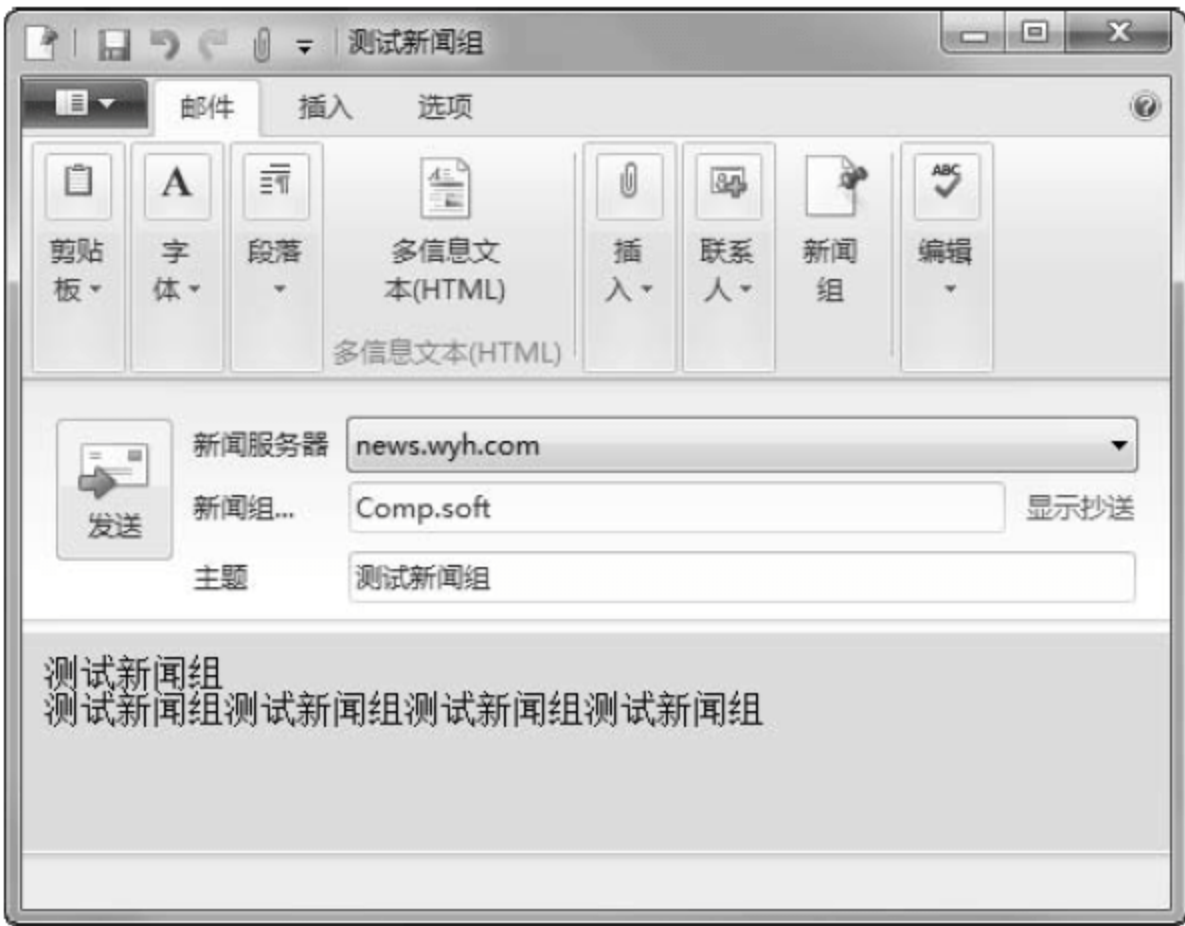 测试新闻组
邮件 插入 选项
剪贴板 字体 段落 多信息文本(HTML) 插入 联系人 新闻组 ABC 编辑
多信息文本(HTML)
新闻服务器 news.wyh.com
新闻组... Comp.soft 显示抄送
发送
主题 测试新闻组
测试新闻组
测试新闻组测试新闻组测试新闻组测试新闻组